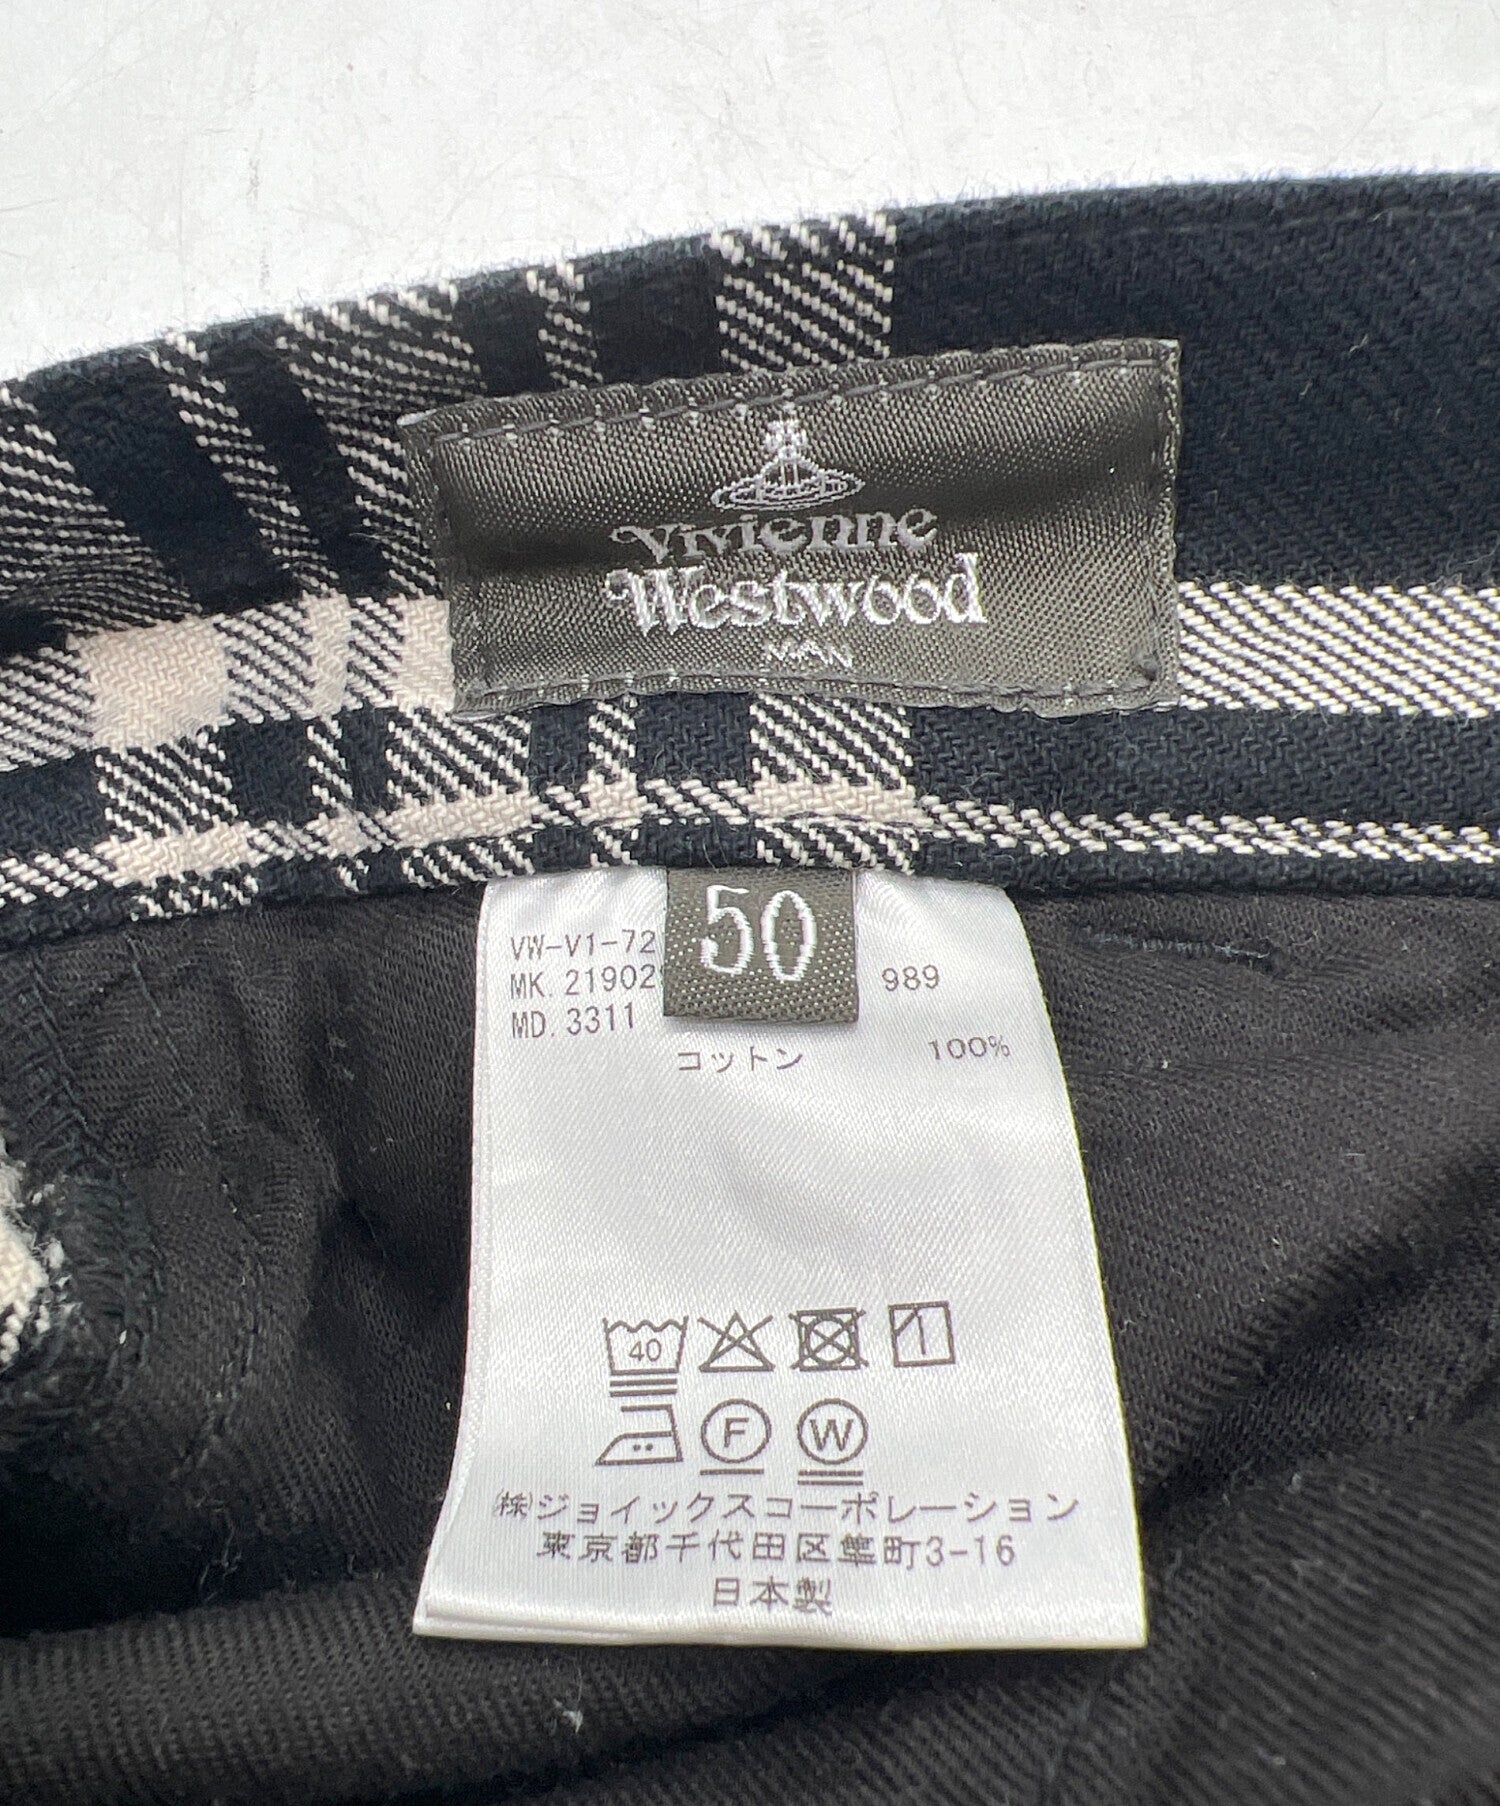 Vivienne
Westwood
MAN
50
VW-V1-72
MK. 21902 989
MD. 3311
コットン 100%
40
F W
㈱ジョイックスコーポレーション
東京都千代田区隼町3-16
日本製